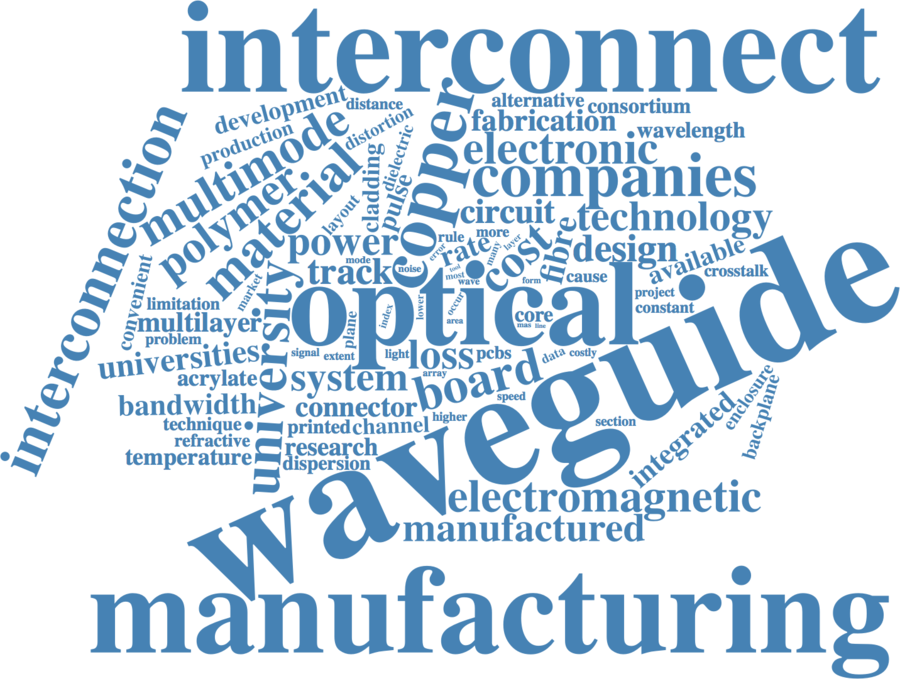 interconnect
development
distance
alternative
consortium
production
distortion
fabrication
wavelength
interconnection
multimode
dielectric
copper
electronic
polymer
material
cladding
pulse
companies
layout
circuit
technology
power
rule
more
error
rate
many
layer
cost
fibre
design
available
convenient
market
track
mode
noise
tool
most
wave
form
cause
crosstalk
limitation
university
optical
index
lower
occur
area
core
mas
line
project
constant
multilayer
problem
plane
waveguide
universities
signal
extent
light
loss
pcbs
data
costly
acrylate
system
array
board
speed
bandwidth
connector
higher
technique
printed
channel
section
integrated
enclosure
backplane
refractive
research
temperature
dispersion
electromagnetic
manufactured
manufacturing